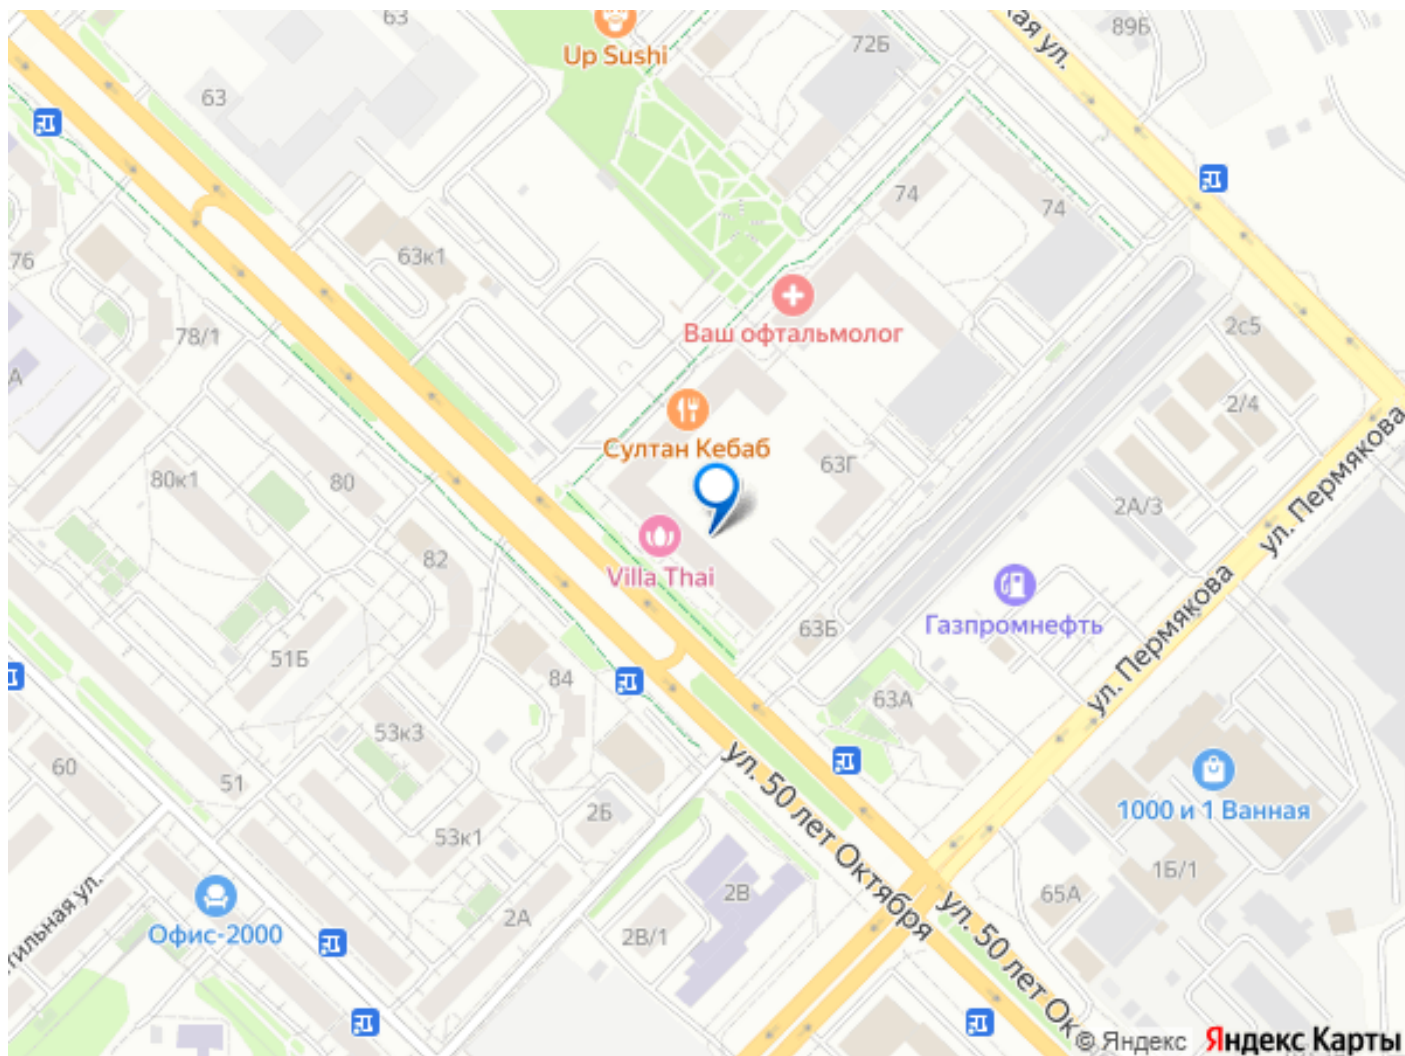 63
ая ул.
89Б
72Б
Up Sushi
63
74
74
63к1
76
78/1
Ваш офтальмолог
2с5
А
2/4
Султан Кебаб
63Г
80к1
80
2А/3
ул. Пермякова
82
Villa Thai
Газпромнефть
63Б
ул. Пермякова
51Б
84
63А
53к3
60
51
ул. 50 лет Октября
1000 и 1 Ванная
2Б
53к1
1Б/1
тильная ул.
2В
65А
2А
Офис-2000
2В/1
ул. 50 лет Ок
© Яндекс
Яндекс Карты